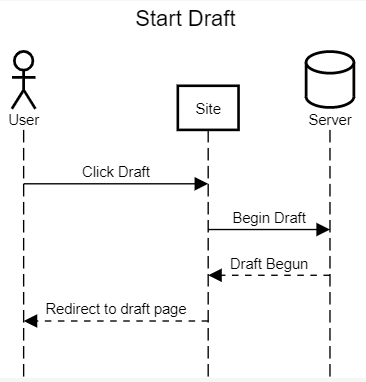 Start Draft
User
Site
Server
Click Draft
Begin Draft
Draft Begun
Redirect to draft page